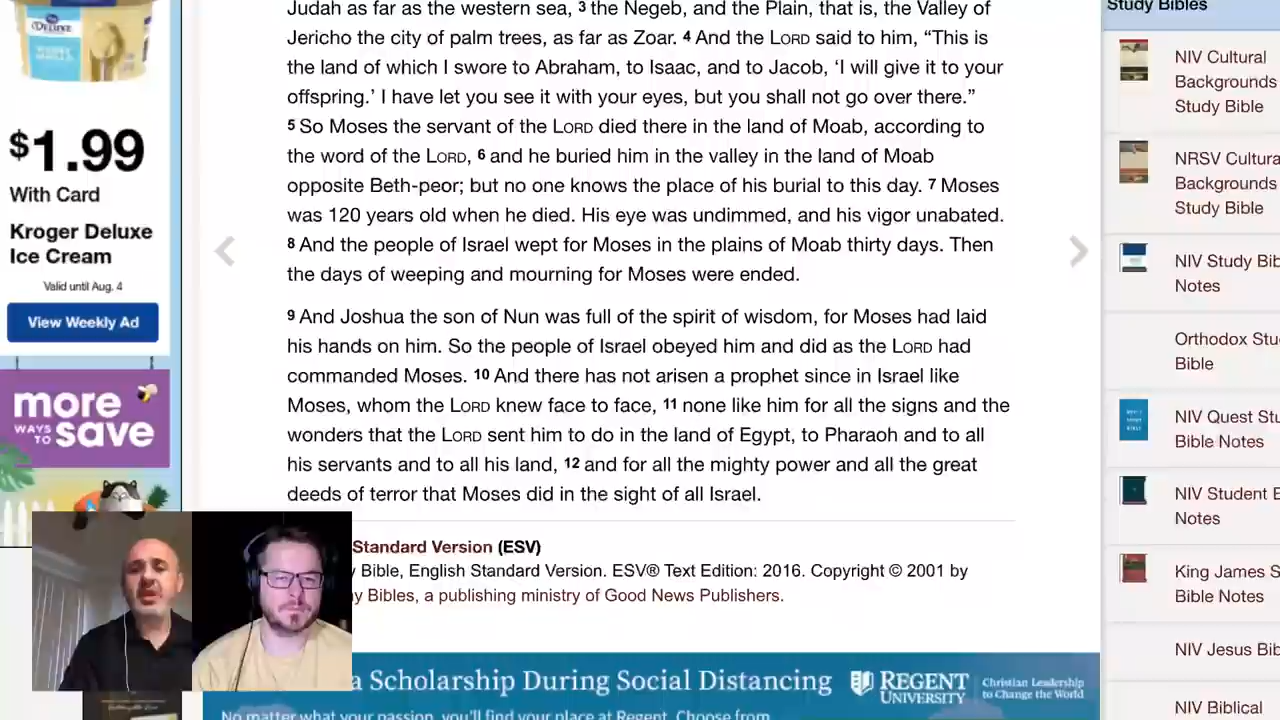 DELUXE
$1.99
With Card
Kroger Deluxe
Ice Cream
Valid until Aug. 4
View Weekly Ad
more
WAYS TO save
Judah as far as the western sea, 3 the Negeb, and the Plain, that is, the Valley of
Jericho the city of palm trees, as far as Zoar. 4 And the LORD said to him, “This is
the land of which I swore to Abraham, to Isaac, and to Jacob, ‘I will give it to your
offspring.’ I have let you see it with your eyes, but you shall not go over there.”
5 So Moses the servant of the LORD died there in the land of Moab, according to
the word of the LORD, 6 and he buried him in the valley in the land of Moab
opposite Beth-peor; but no one knows the place of his burial to this day. 7 Moses
was 120 years old when he died. His eye was undimmed, and his vigor unabated.
8 And the people of Israel wept for Moses in the plains of Moab thirty days. Then
the days of weeping and mourning for Moses were ended.
9 And Joshua the son of Nun was full of the spirit of wisdom, for Moses had laid
his hands on him. So the people of Israel obeyed him and did as the LORD had
commanded Moses. 10 And there has not arisen a prophet since in Israel like
Moses, whom the LORD knew face to face, 11 none like him for all the signs and the
wonders that the LORD sent him to do in the land of Egypt, to Pharaoh and to all
his servants and to all his land, 12 and for all the mighty power and all the great
deeds of terror that Moses did in the sight of all Israel.
Standard Version (ESV)
y Bible, English Standard Version. ESV® Text Edition: 2016. Copyright © 2001 by
y Bibles, a publishing ministry of Good News Publishers.
a Scholarship During Social Distancing
REGENT
UNIVERSITY
Christian Leadership
to Change the World
No matter what your passion, you’ll find your place at Regent. Choose from
Study Bibles
NIV Cultural
Backgrounds
Study Bible
NRSV Cultura
Backgrounds
Study Bible
NIV Study Bib
Notes
Orthodox Stu
Bible
NIV Quest Stu
Bible Notes
NIV Student E
Notes
King James S
Bible Notes
NIV Jesus Bib
NIV Biblical